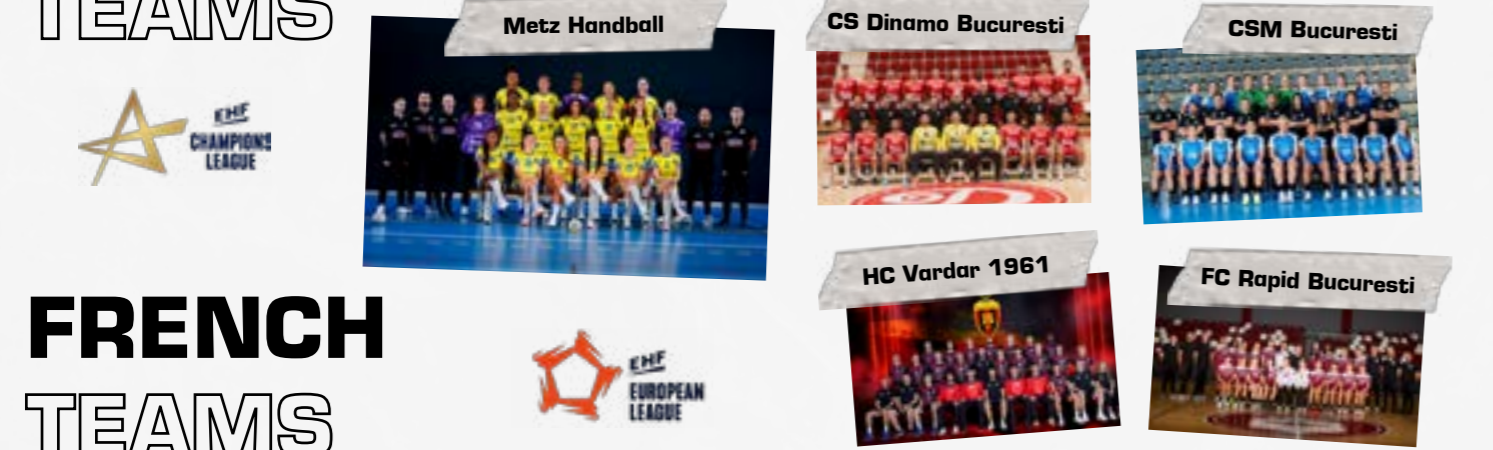 TEAMS
Metz Handball
CS Dinamo Bucuresti
CSM Bucuresti
EHF
CHAMPIONS
LEAGUE
HC Vardar 1961
FC Rapid Bucuresti
FRENCH
TEAMS
EHF
EUROPEAN
LEAGUE